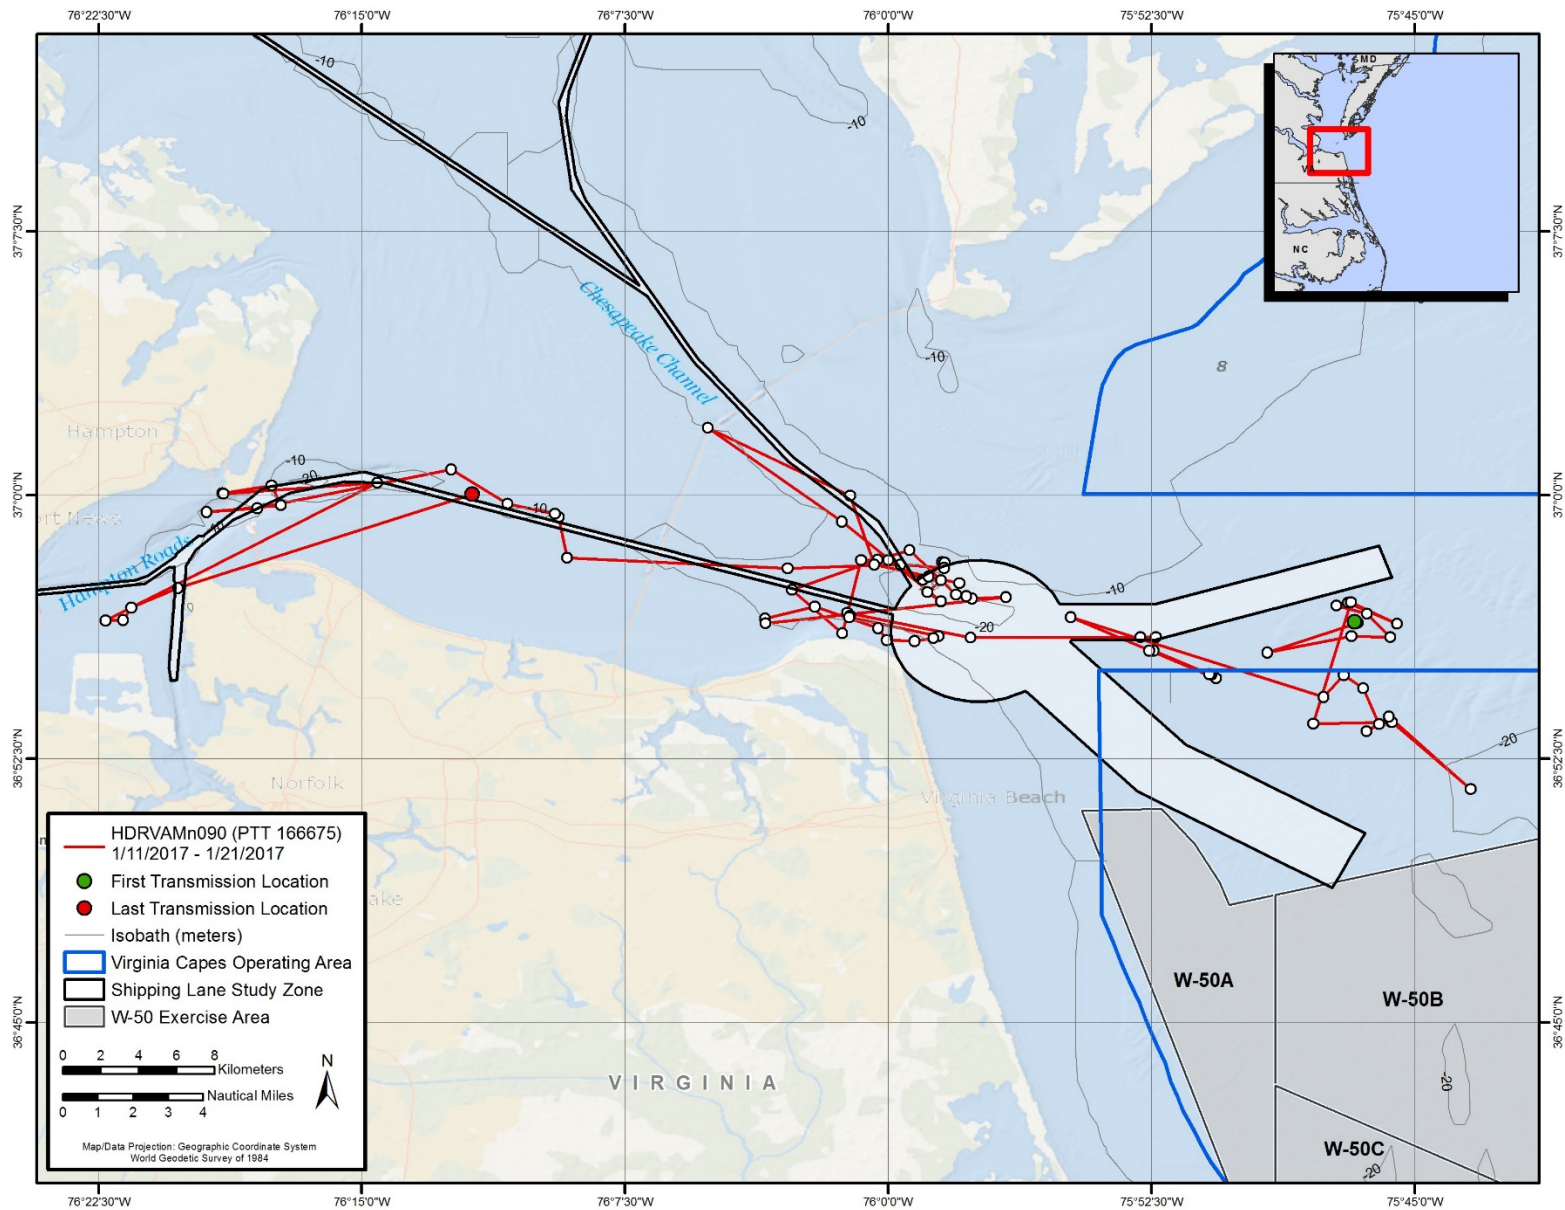 76°22'30"W
76°15'0"W
76°7'30"W
76°0'0"W
75°52'30"W
75°45'0"W
-10
MD
VA
NC
-10
37°7'30"N
37°7'30"N
Chesapeake Channel
-10
8
Hampton
-10
-20
37°0'0"N
37°0'0"N
-10
ort News
-10
Hampton Roads
-10
-20
-20
36°52'30"N
36°52'30"N
Norfolk
Virginia Beach
HDRVAMn090 (PTT 166675)
1/11/2017 - 1/21/2017
First Transmission Location
Last Transmission Location
ake
Isobath (meters)
Virginia Capes Operating Area
Shipping Lane Study Zone
W-50 Exercise Area
0 2 4 6 8
Kilometers
Nautical Miles
0 1 2 3 4
N
Map/Data Projection: Geographic Coordinate System
World Geodetic Survey of 1984
W-50A
W-50B
36°45'0"N
36°45'0"N
VIRGINIA
-20
W-50C
-20
76°22'30"W
76°15'0"W
76°7'30"W
76°0'0"W
75°52'30"W
75°45'0"W